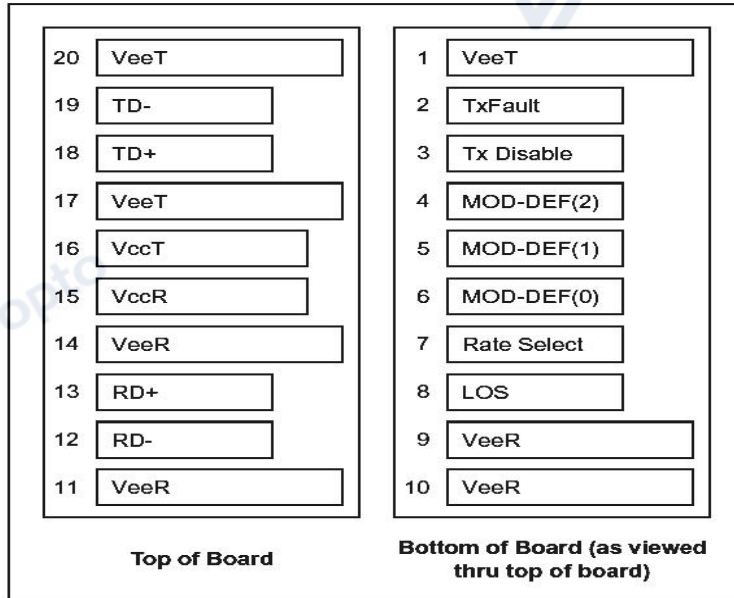 20 VeeT
19 TD-
18 TD+
17 VeeT
16 VccT
15 VccR
14 VeeR
13 RD+
12 RD-
11 VeeR
Top of Board
1 VeeT
2 TxFault
3 Tx Disable
4 MOD-DEF(2)
5 MOD-DEF(1)
6 MOD-DEF(0)
7 Rate Select
8 LOS
9 VeeR
10 VeeR
Bottom of Board (as viewed
thru top of board)
opto